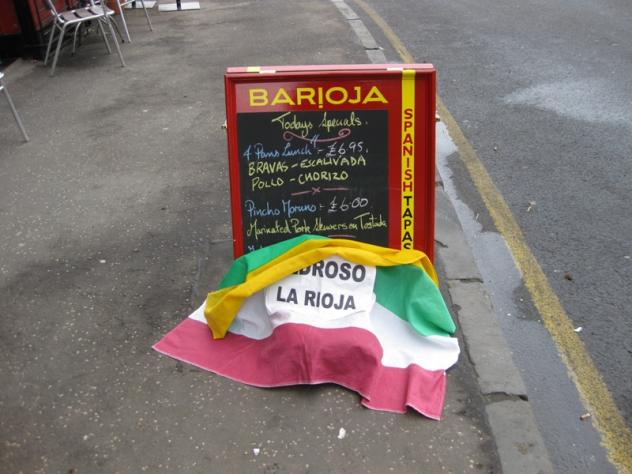 BARIOJA
Todays Specials.
4 Pans Lunch - £6.95.
BRAVAS - ESCALIVADA
POLLO - CHORIZO
Pincho Moruno - £6.00
Marinated Pork Skewers on Tostada
SPANISH TAPAS
LA RIOJA